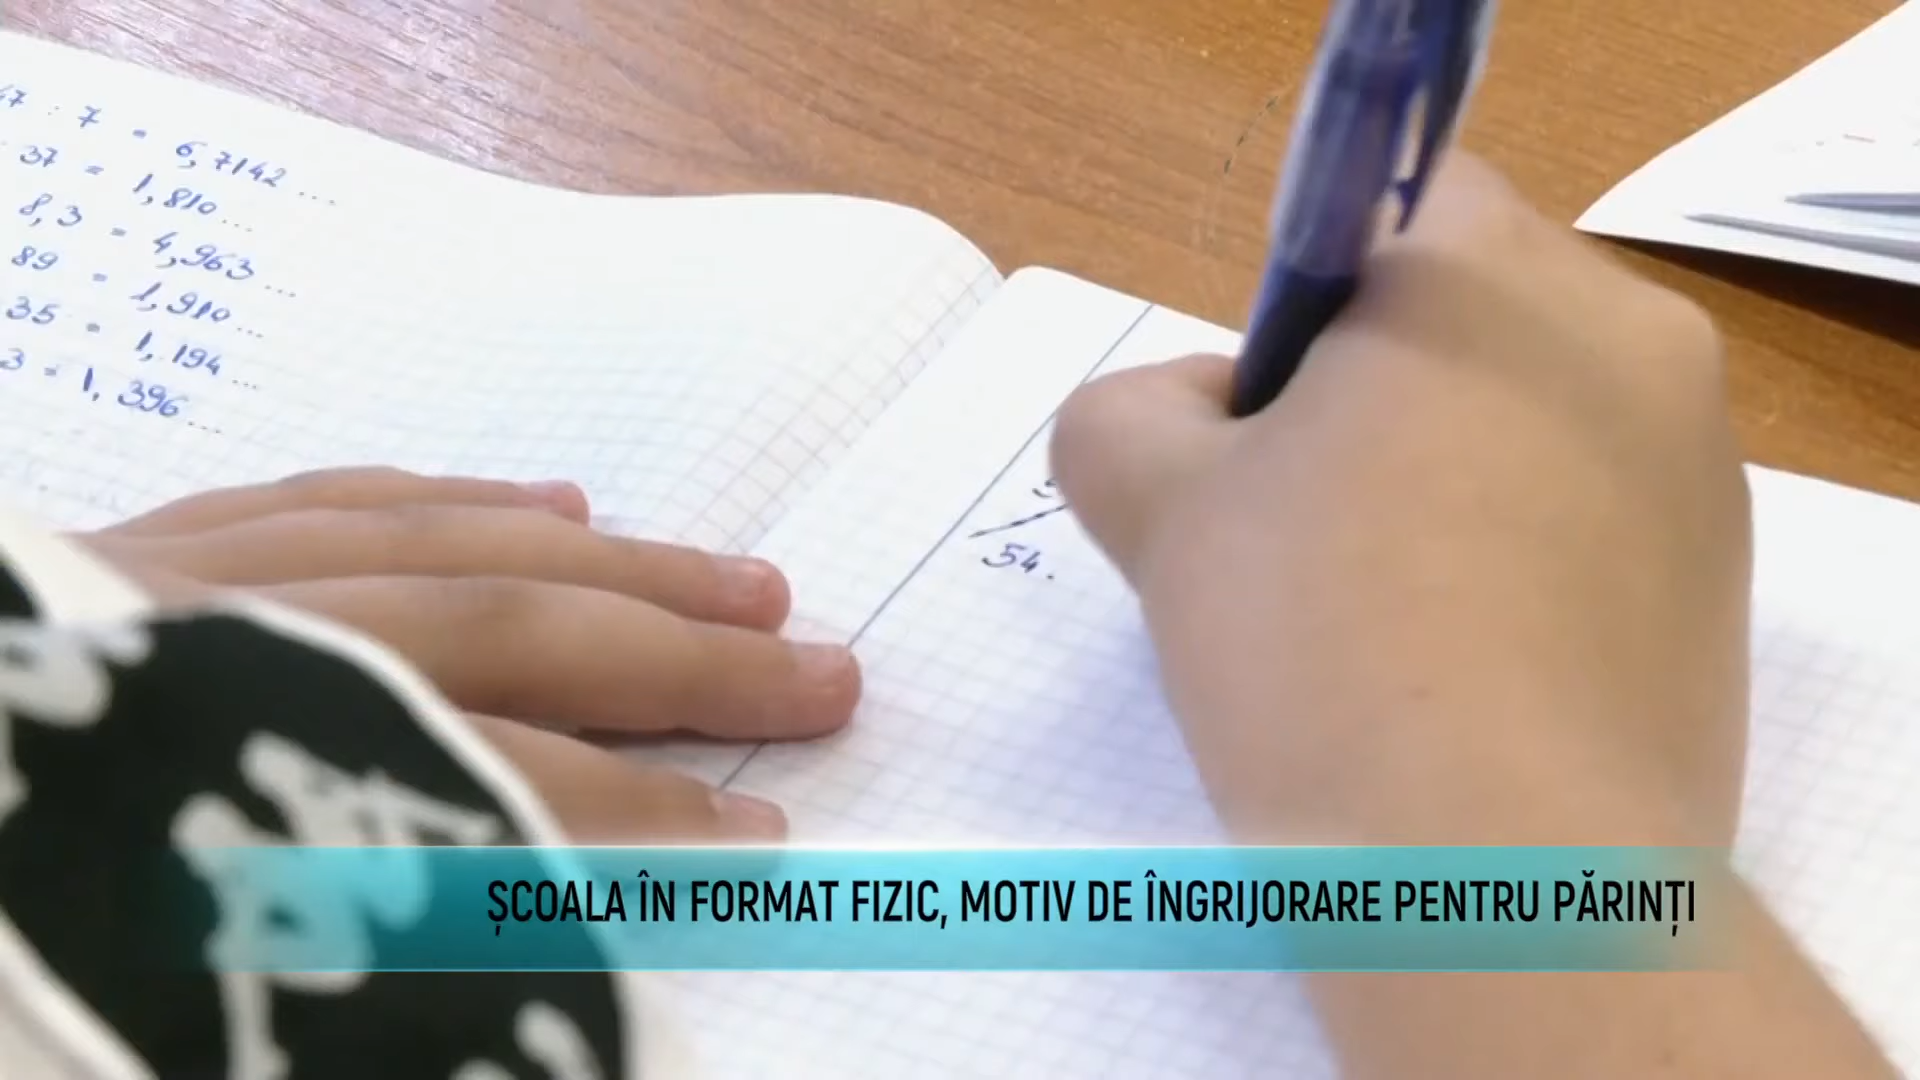 47 : 7 = 6,7142...
37 = 1,810...
8,3 = 4,963...
89 = 1,910...
35 = 1,194...
3 = 1,396...
54.
ȘCOALA ÎN FORMAT FIZIC, MOTIV DE ÎNGRIJORARE PENTRU PĂRINȚI